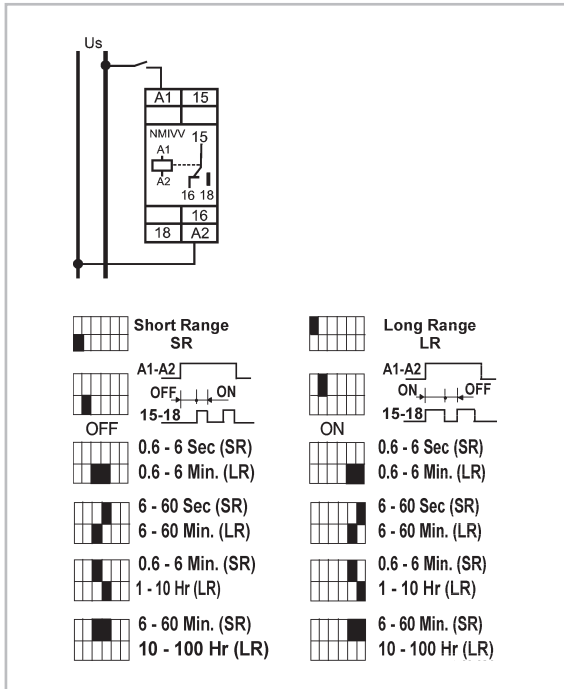 Us
A1 15
NMIVV 15
A1
A2
16 18
16
18 A2
Short Range
SR
Long Range
LR
A1-A2
OFF ON
15-18
OFF
A1-A2
ON OFF
15-18
ON
0.6 - 6 Sec (SR)
0.6 - 6 Min. (LR)
0.6 - 6 Sec (SR)
0.6 - 6 Min. (LR)
6 - 60 Sec (SR)
6 - 60 Min. (LR)
6 - 60 Sec (SR)
6 - 60 Min. (LR)
0.6 - 6 Min. (SR)
1 - 10 Hr (LR)
0.6 - 6 Min. (SR)
1 - 10 Hr (LR)
6 - 60 Min. (SR)
10 - 100 Hr (LR)
6 - 60 Min. (SR)
10 - 100 Hr (LR)